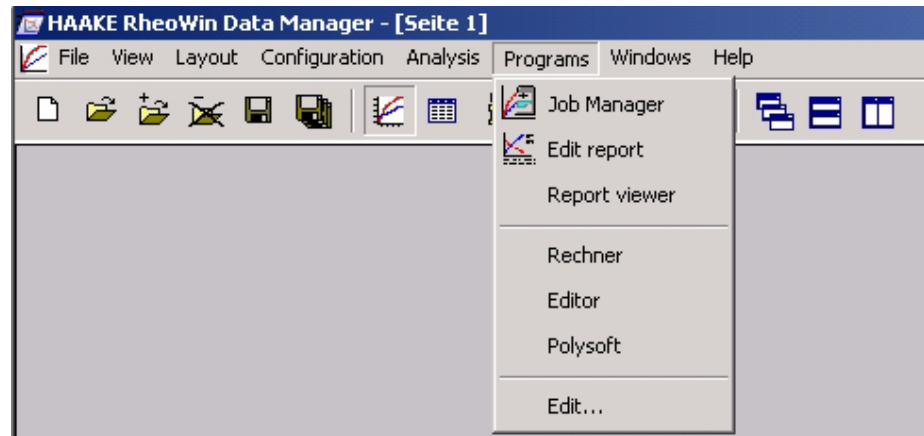 HAAKE RheoWin Data Manager - [Seite 1]
File View Layout Configuration Analysis Programs Windows Help
Job Manager
Edit report
Report viewer
Rechner
Editor
Polysoft
Edit...